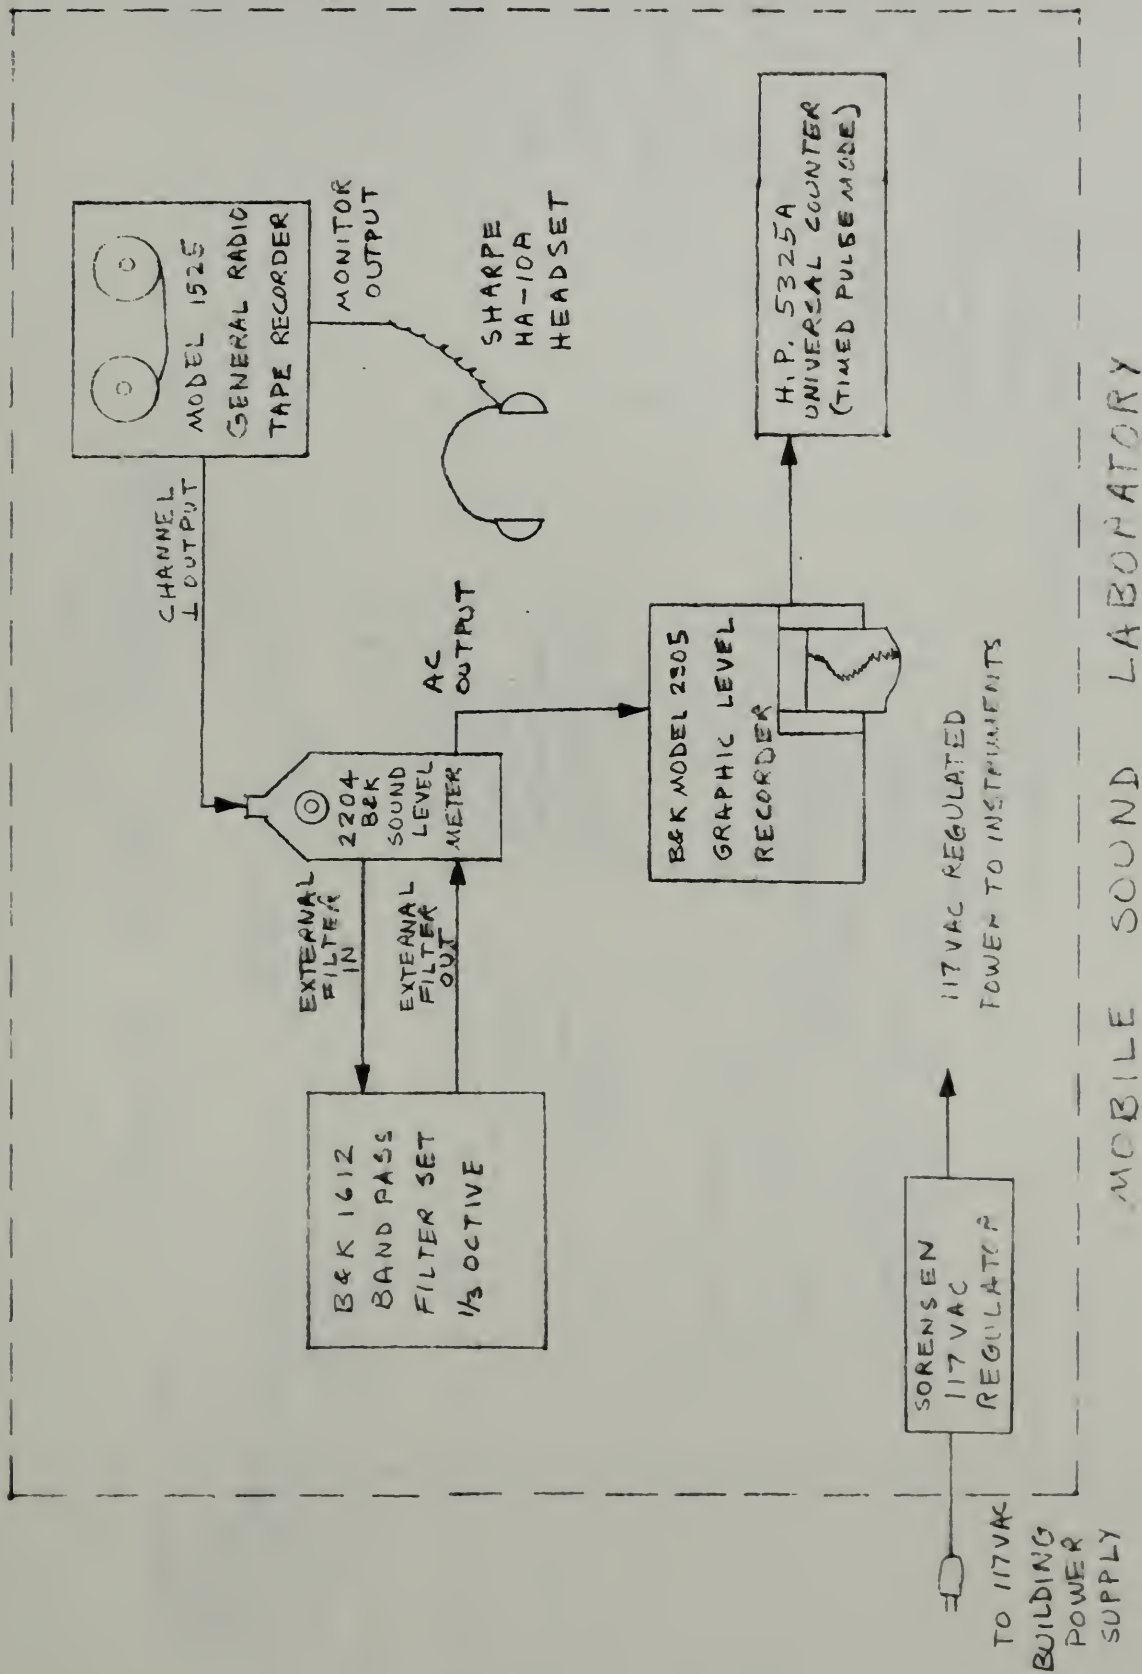 MODEL 1525
GENERAL RADIO
TAPE RECORDER
CHANNEL
1 OUTPUT
MONITOR
OUTPUT
SHARPE
HA-10A
HEADSET
2204
B&K
SOUND
LEVEL
METER
AC
OUTPUT
EXTERNAL
FILTER
IN
EXTERNAL
FILTER
OUT
B&K 1612
BAND PASS
FILTER SET
1/3 OCTIVE
B&K MODEL 2305
GRAPHIC LEVEL
RECORDER
H.P. 5325A
UNIVERSAL COUNTER
(TIMED PULSE MODE)
SORENSEN
117 VAC
REGULATOR
117 VAC REGULATED
POWER TO INSTRUMENTS
TO 117 VAC
BUILDING
POWER
SUPPLY
MOBILE SOUND LABORATORY